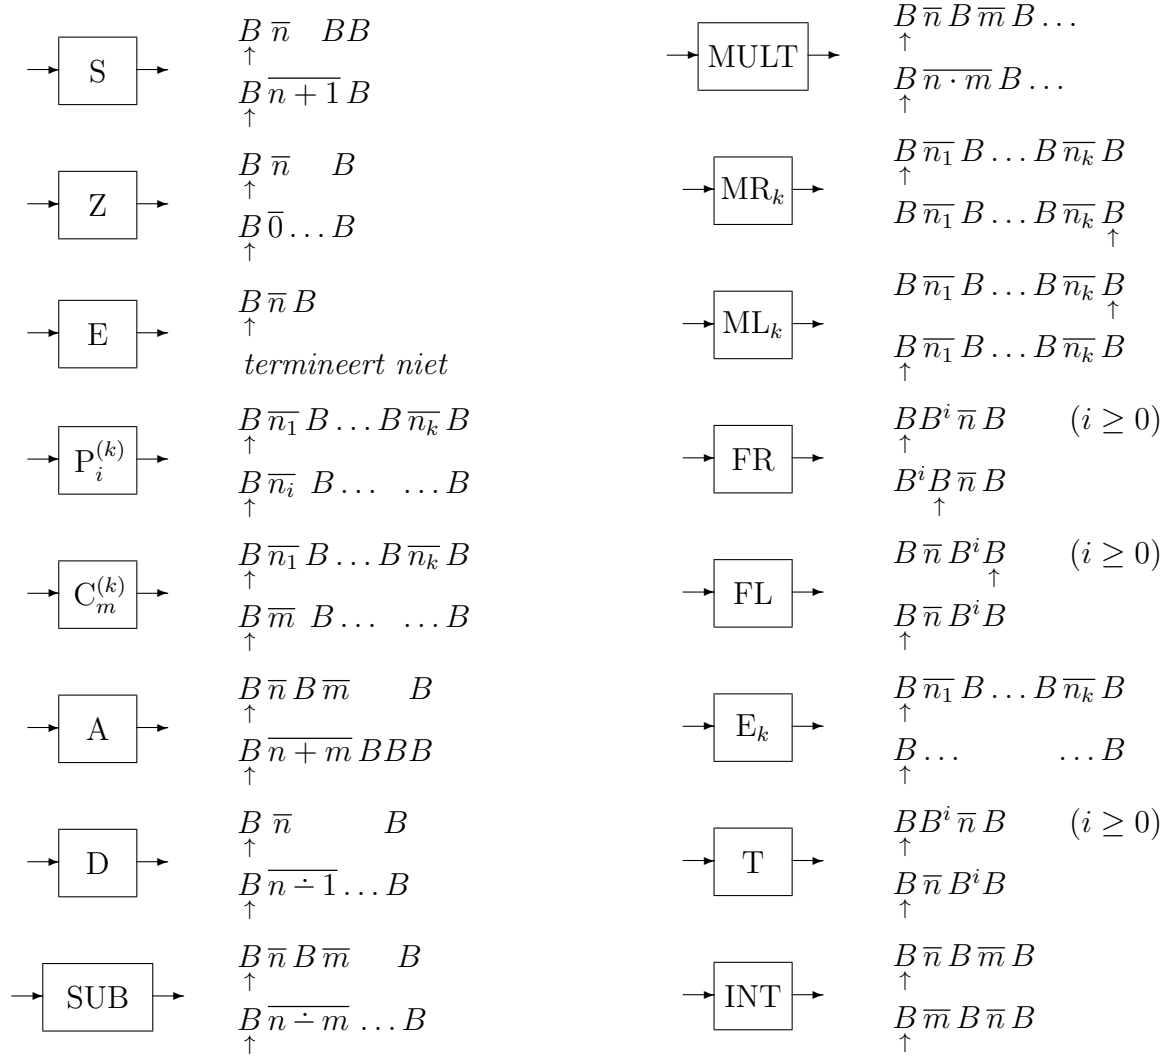 S
B n̅ BB
↑
B n̅+̅1̅ B
↑
Z
B n̅ B
↑
B 0̅ … B
↑
E
B n̅ B
↑
termineert niet
P_i^{(k)}
B n̅₁ B … B n̅_k B
↑
B n̅_i B … … B
↑
C_m^{(k)}
B n̅₁ B … B n̅_k B
↑
B m̅ B … … B
↑
A
B n̅ B m̅ B
↑
B n̅+̅m̅ BBB
↑
D
B n̅ B
↑
B n̅ ∸̅ 1̅ … B
↑
SUB
B n̅ B m̅ B
↑
B n̅ ∸̅ m̅ … B
↑
MULT
B n̅ B m̅ B …
↑
B n̅·̅m̅ B …
↑
MR_k
B n̅₁ B … B n̅_k B
↑
B n̅₁ B … B n̅_k B
↑
ML_k
B n̅₁ B … B n̅_k B
↑
B n̅₁ B … B n̅_k B
↑
FR
BB^i n̅ B (i ≥ 0)
↑
B^i B n̅ B
↑
FL
B n̅ B^i B (i ≥ 0)
↑
B n̅ B^i B
↑
E_k
B n̅₁ B … B n̅_k B
↑
B … … B
↑
T
BB^i n̅ B (i ≥ 0)
↑
B n̅ B^i B
↑
INT
B n̅ B m̅ B
↑
B m̅ B n̅ B
↑